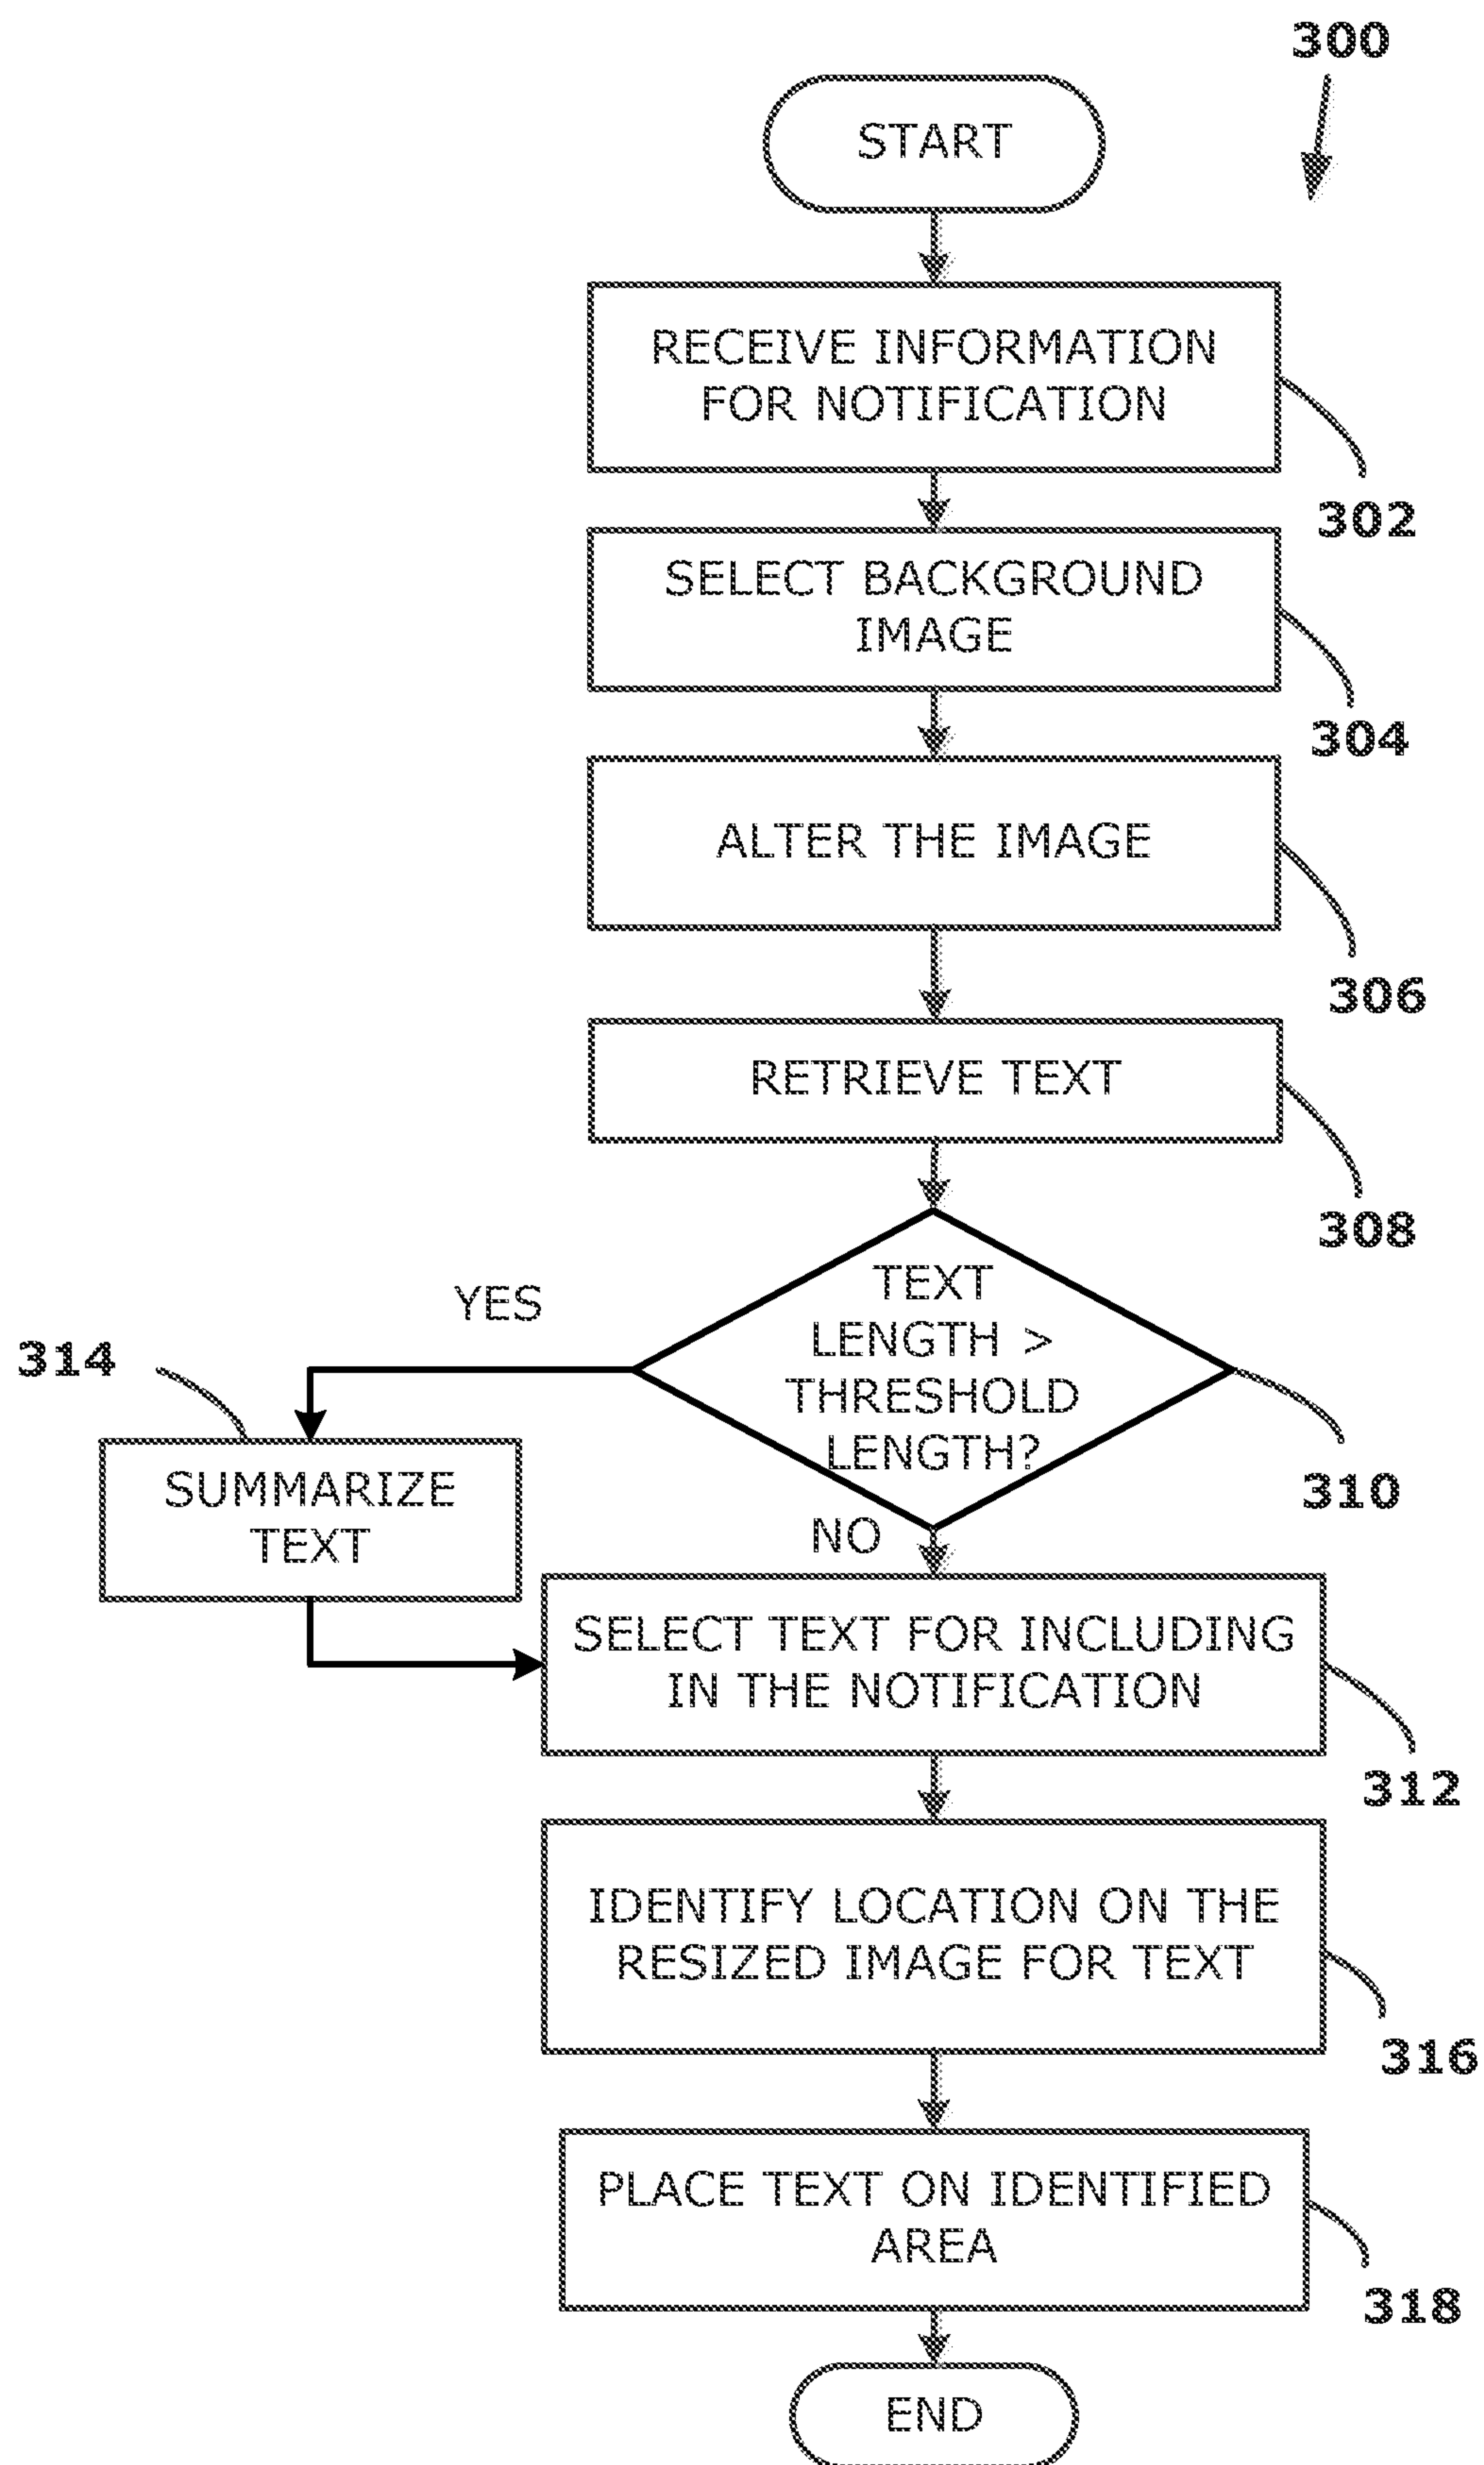 300
START
RECEIVE INFORMATION
FOR NOTIFICATION
302
SELECT BACKGROUND
IMAGE
304
ALTER THE IMAGE
306
RETRIEVE TEXT
308
TEXT
LENGTH >
THRESHOLD
LENGTH?
310
YES
314
SUMMARIZE
TEXT
NO
SELECT TEXT FOR INCLUDING
IN THE NOTIFICATION
312
IDENTIFY LOCATION ON THE
RESIZED IMAGE FOR TEXT
316
PLACE TEXT ON IDENTIFIED
AREA
318
END